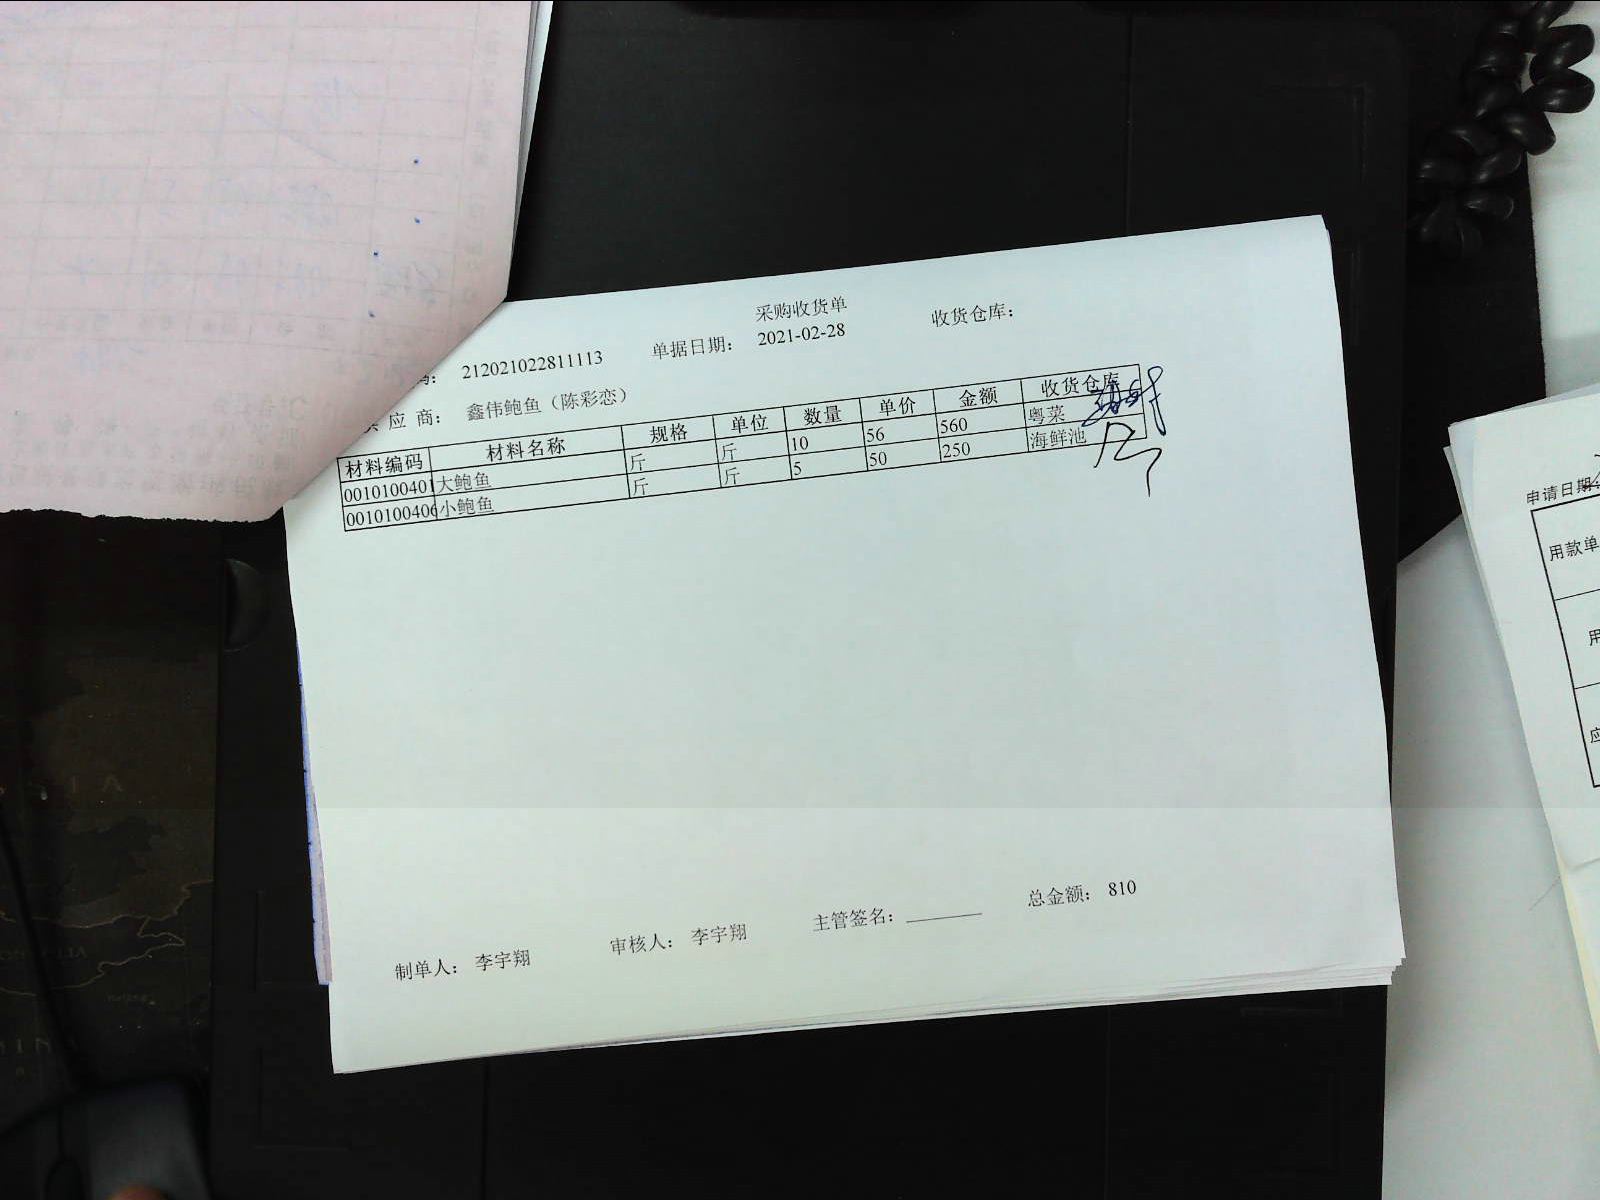 采购收货单
码： 212021022811113 单据日期： 2021-02-28 收货仓库：
应 商： 鑫伟鲍鱼（陈彩恋）
材料编码 材料名称 规格 单位 数量 单价 金额 收货仓库
0010100401 大鲍鱼 斤 斤 10 56 560 粤菜
0010100406 小鲍鱼 斤 斤 5 50 250 海鲜池
制单人： 李宇翔 审核人： 李宇翔 主管签名： 总金额： 810
申请日期
用款单
用
应